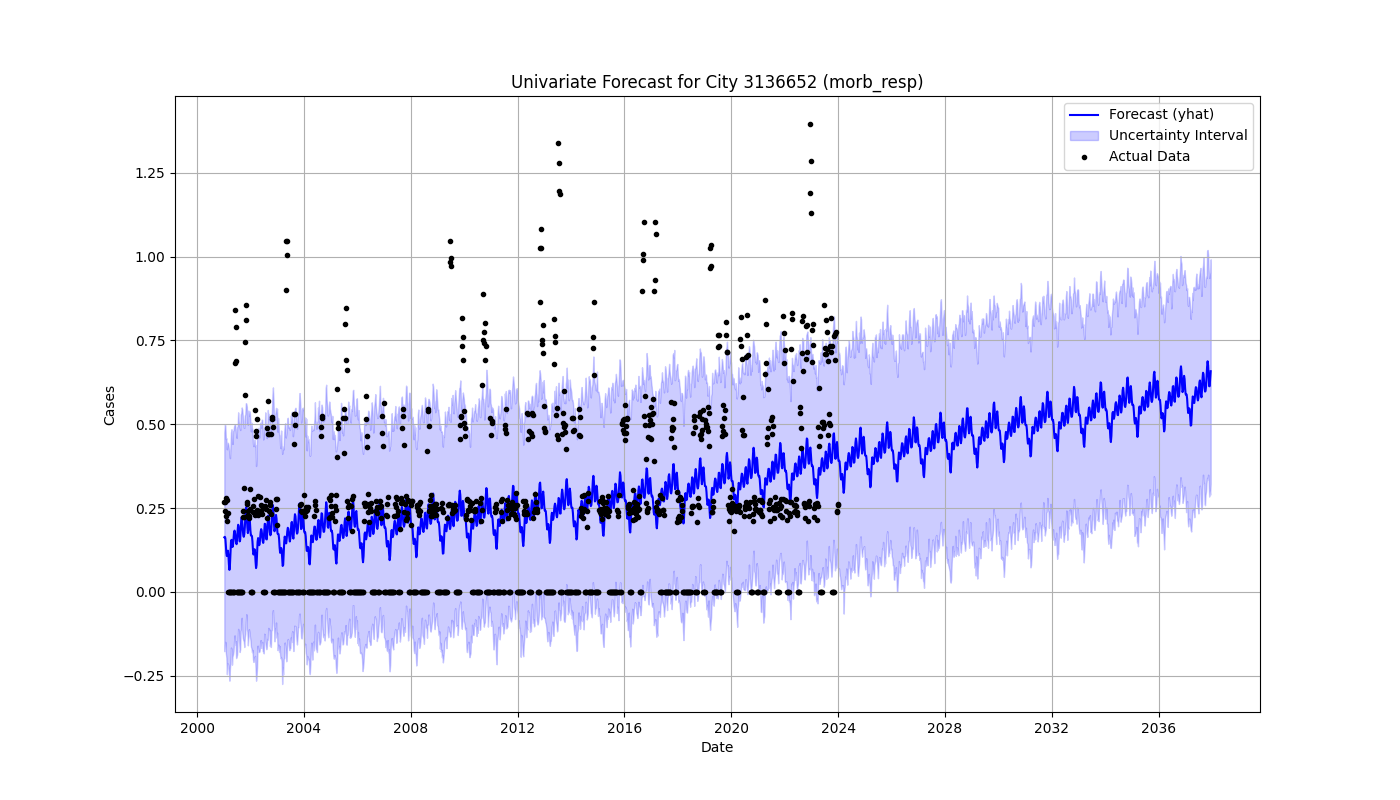 Univariate Forecast for City 3136652 (morb_resp)
Forecast (yhat)
Uncertainty Interval
Actual Data
Cases
1.25
1.00
0.75
0.50
0.25
0.00
−0.25
2000 2004 2008 2012 2016 2020 2024 2028 2032 2036
Date